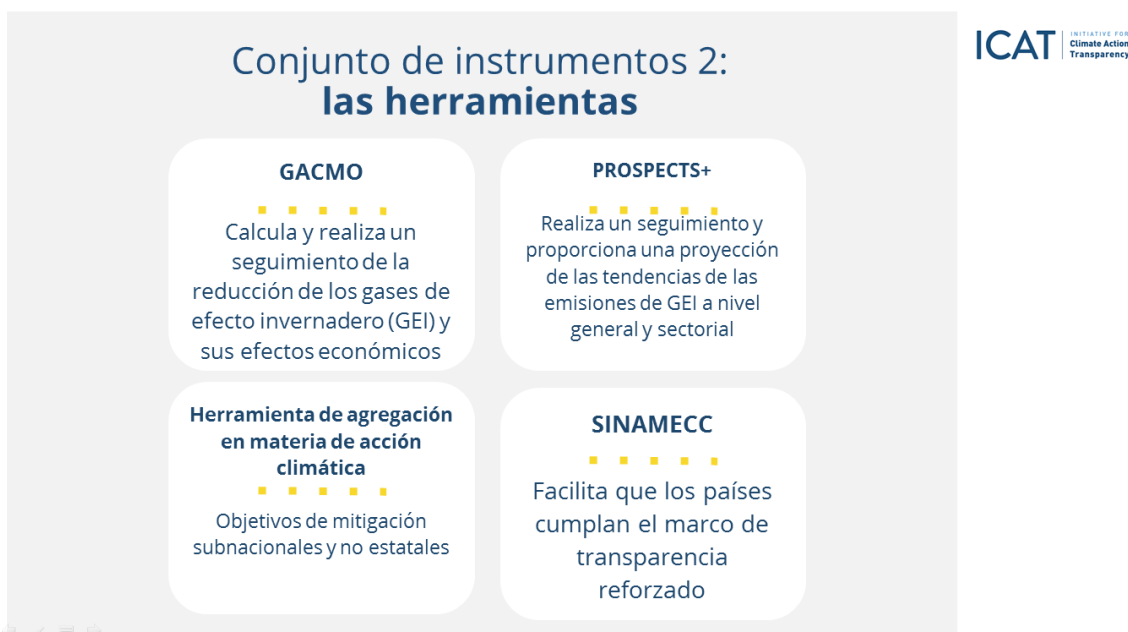 Conjunto de instrumentos 2:
las herramientas
ICAT
INITIATIVE FOR
Climate Action
Transparency
GACMO
Calcula y realiza un
seguimiento de la
reducción de los gases de
efecto invernadero (GEI) y
sus efectos económicos
PROSPECTS+
Realiza un seguimiento y
proporciona una proyección
de las tendencias de las
emisiones de GEI a nivel
general y sectorial
Herramienta de agregación
en materia de acción
climática
Objetivos de mitigación
subnacionales y no estatales
SINAMECC
Facilita que los países
cumplan el marco de
transparencia
reforzado